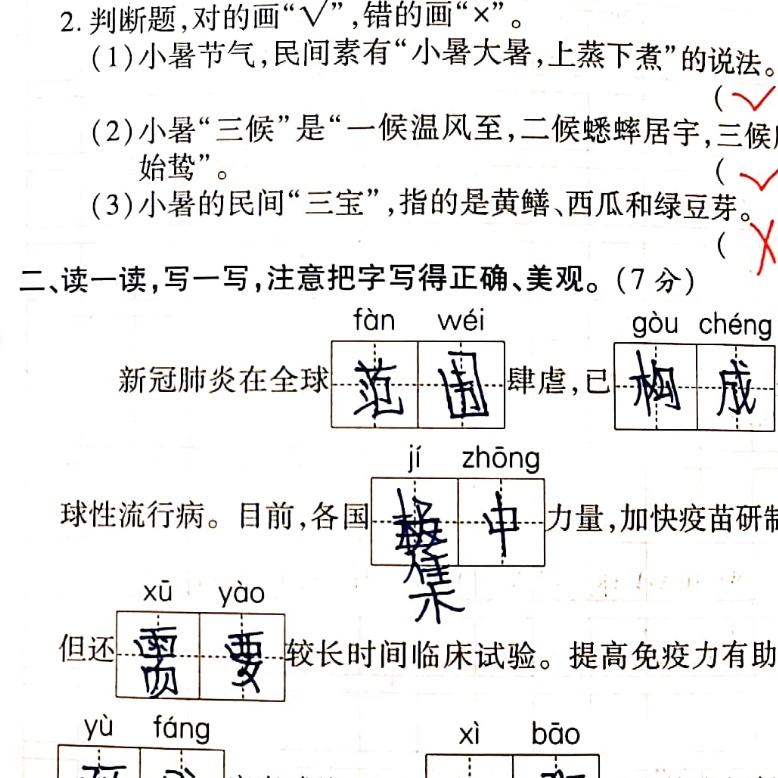 2.判断题,对的画“√”,错的画“×”。
(1)小暑节气,民间素有“小暑大暑,上蒸下煮”的说法。
(✓
(2)小暑“三候”是“一候温风至,二候蟋蟀居宇,三候
始鸷”。
(✓
(3)小暑的民间“三宝”,指的是黄鳝、西瓜和绿豆芽。
(✗
二、读一读,写一写,注意把字写得正确、美观。(7分)
fàn wéi gòu chéng
新冠肺炎在全球范围肆虐,已构成
jí zhōng
球性流行病。目前,各国集中力量,加快疫苗研制
xū yào
但还需要较长时间临床试验。提高免疫力有助
yù fáng xì bāo